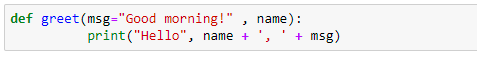 def greet(msg="Good morning!" , name):
        print("Hello", name + ', ' + msg)